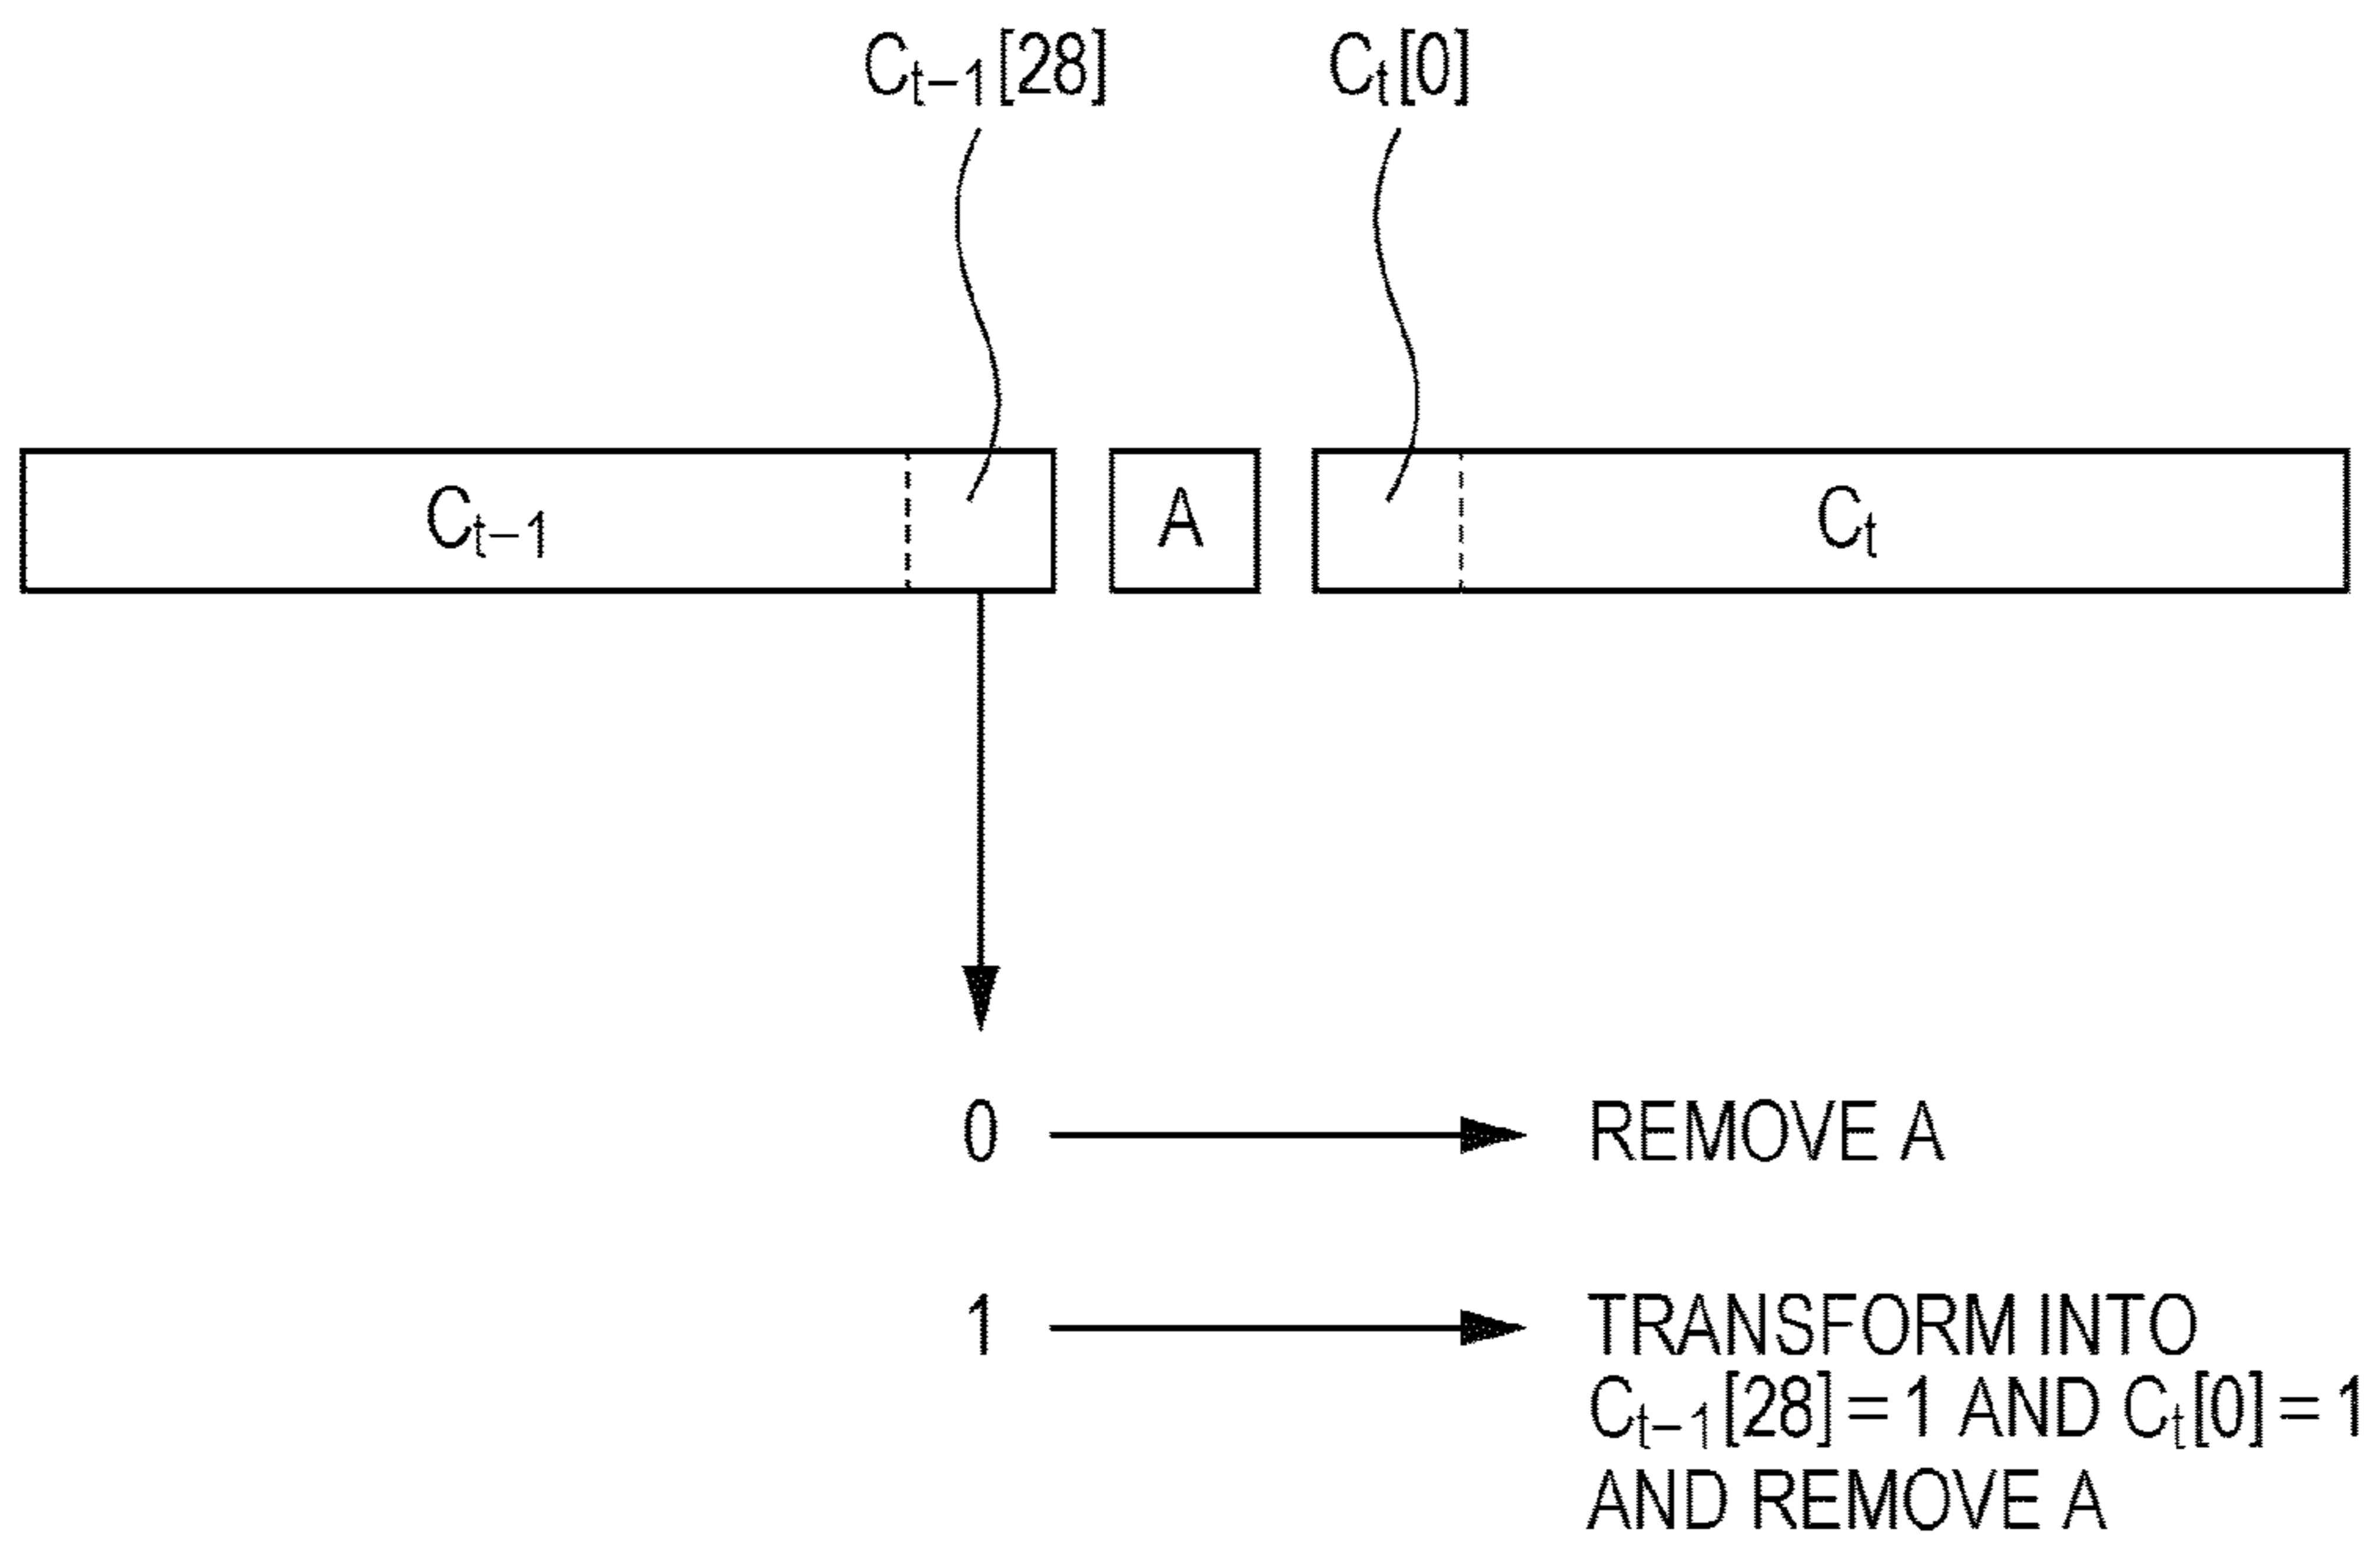 Cₜ₋₁[28] Cₜ[0]
Cₜ₋₁ A Cₜ
0 REMOVE A
1 TRANSFORM INTO
Cₜ₋₁[28] = 1 AND Cₜ[0] = 1
AND REMOVE A